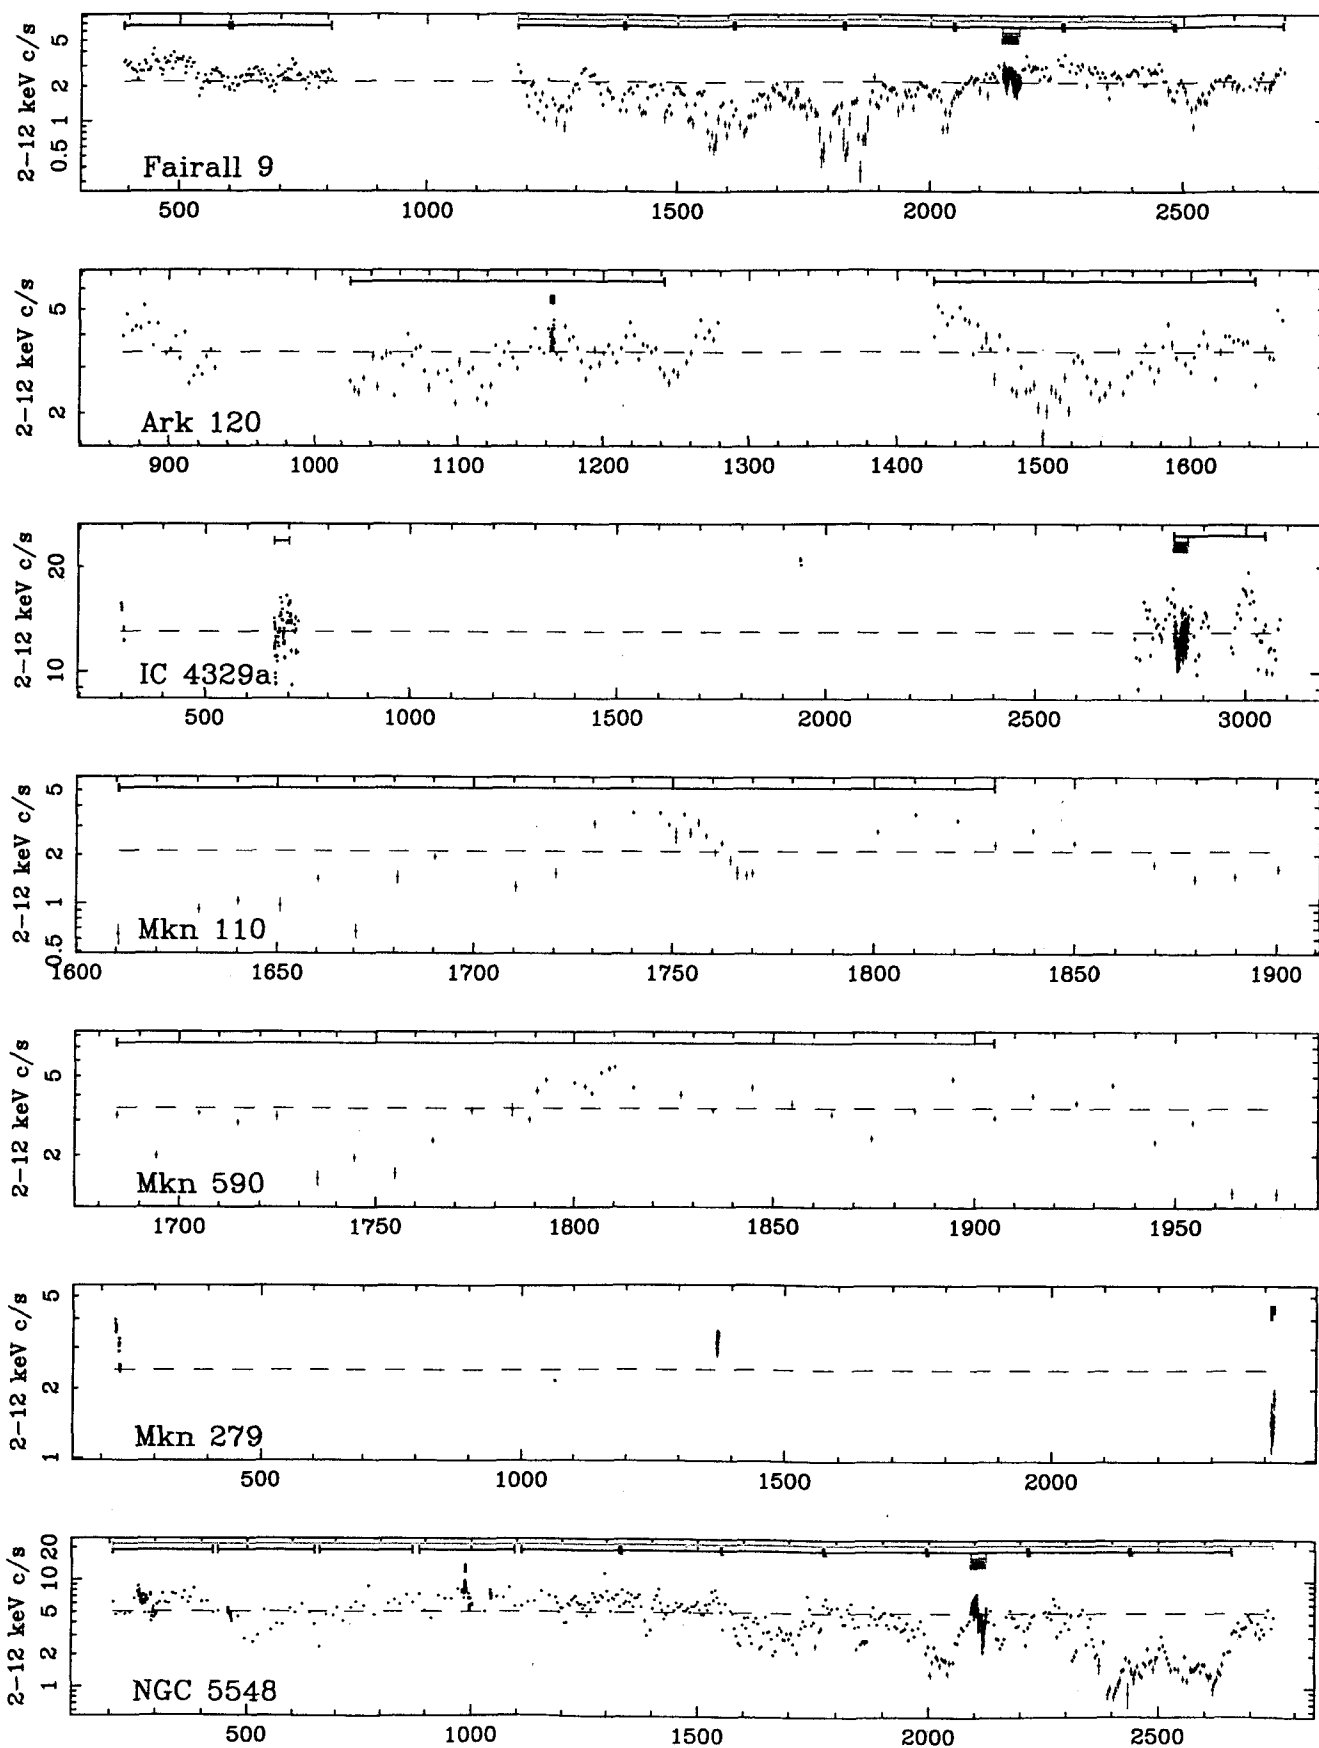 2−12 keV c/s
5
2
1
0.5
Fairall 9
500 1000 1500 2000 2500
2−12 keV c/s
5
2
Ark 120
900 1000 1100 1200 1300 1400 1500 1600
2−12 keV c/s
20
10
IC 4329a
500 1000 1500 2000 2500 3000
2−12 keV c/s
5
2
1
0.5
Mkn 110
1600 1650 1700 1750 1800 1850 1900
2−12 keV c/s
5
2
Mkn 590
1700 1750 1800 1850 1900 1950
2−12 keV c/s
5
2
1
Mkn 279
500 1000 1500 2000
2−12 keV c/s
20
10
5
2
1
NGC 5548
500 1000 1500 2000 2500